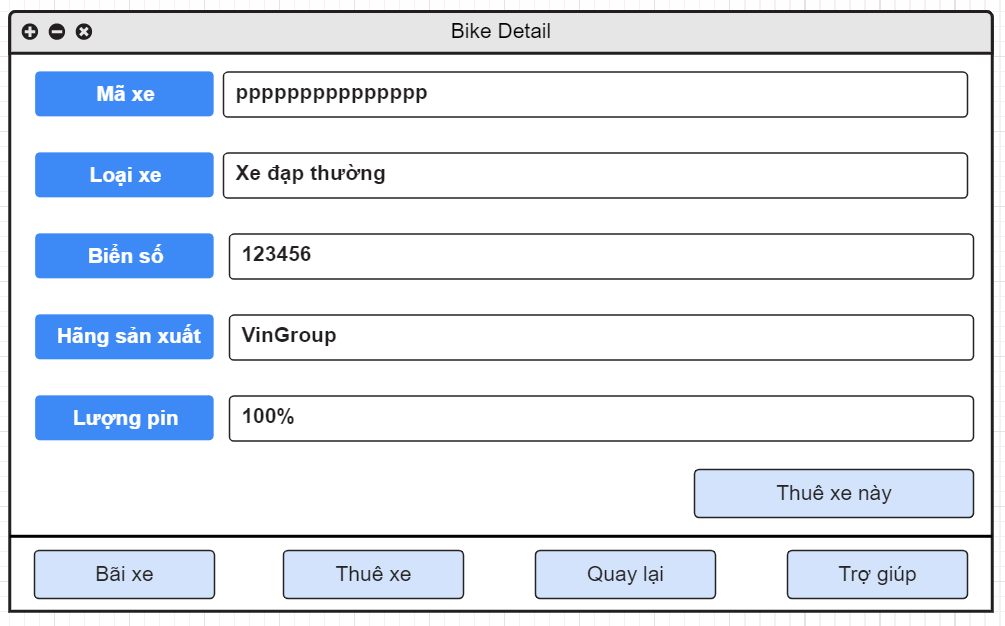 Bike Detail
Mã xe ppppppppppppppp
Loại xe Xe đạp thường
Biển số 123456
Hãng sản xuất VinGroup
Lượng pin 100%
Thuê xe này
Bãi xe Thuê xe Quay lại Trợ giúp